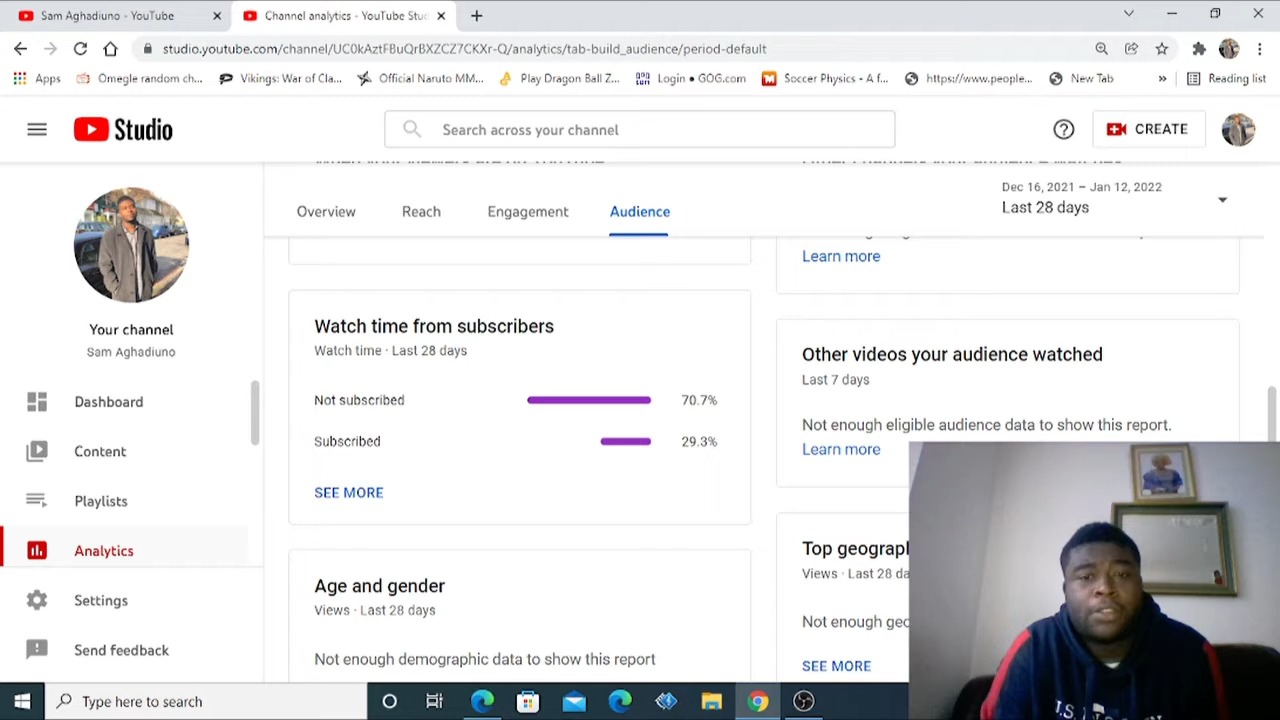 Sam Aghadiuno - YouTube
Channel analytics - YouTube Stu
studio.youtube.com/channel/UC0kAztFBuQrBXZCZ7CKXr-Q/analytics/tab-build_audience/period-default
Apps
Omegle random ch...
Vikings: War of Cla...
Official Naruto MM...
Play Dragon Ball Z...
Login • GOG.com
Soccer Physics - A f...
https://www.people...
New Tab
»
Reading list
Studio
Search across your channel
CREATE
Overview
Reach
Engagement
Audience
Dec 16, 2021 – Jan 12, 2022
Last 28 days
Your channel
Sam Aghadiuno
Dashboard
Content
Playlists
Analytics
Settings
Send feedback
Learn more
Watch time from subscribers
Watch time · Last 28 days
Not subscribed
70.7%
Subscribed
29.3%
SEE MORE
Other videos your audience watched
Last 7 days
Not enough eligible audience data to show this report.
Learn more
Age and gender
Views · Last 28 days
Not enough demographic data to show this report
Top geograp
Views · Last 28 da
Not enough geo
SEE MORE
Type here to search